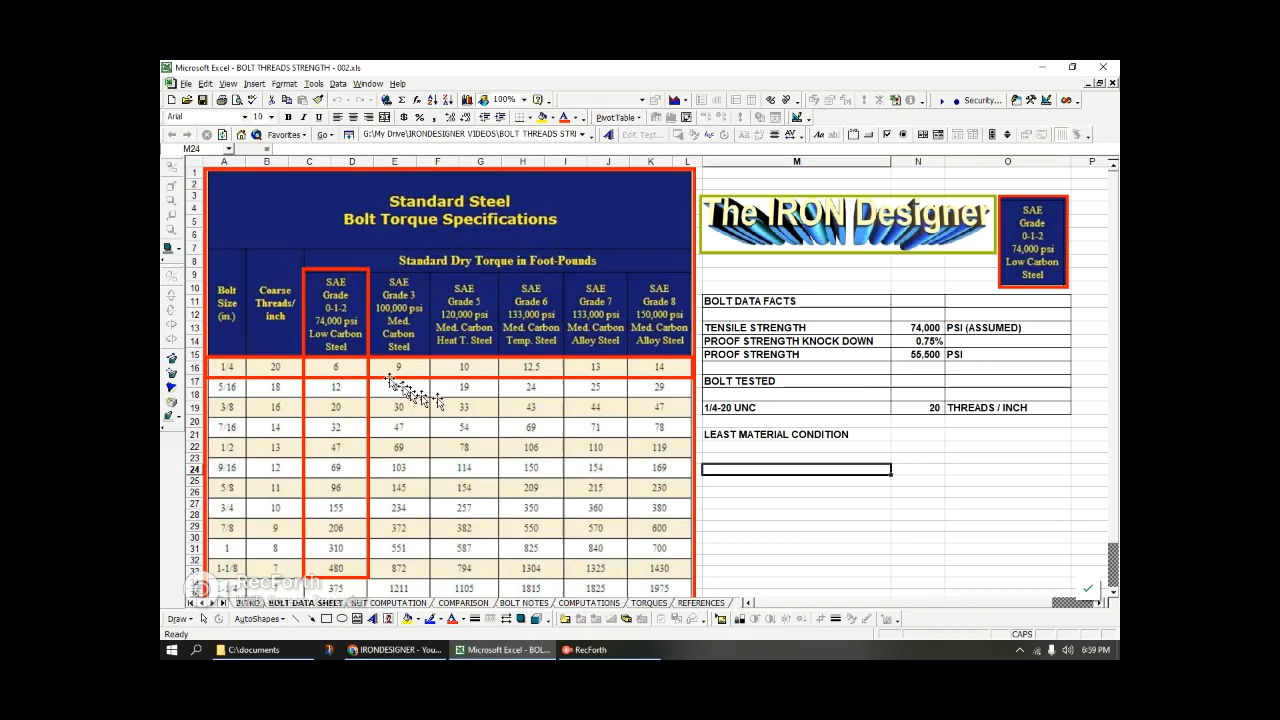 Microsoft Excel - BOLT THREADS STRENGTH - 002.xls
File Edit View Insert Format Tools Data Window Help
100% Security...
Arial 10 B I U PivotTable
Favorites Go G:\My Drive\IRONDESIGNER VIDEOS\BOLT THREADS STRI Edit Text...
M24 =
A B C D E F G H I J K L M N O P
Standard Steel
Bolt Torque Specifications
Standard Dry Torque in Foot-Pounds
Bolt Size (in.)
Coarse Threads/ inch
SAE Grade 0-1-2 74,000 psi Low Carbon Steel
SAE Grade 3 100,000 psi Med. Carbon Steel
SAE Grade 5 120,000 psi Med. Carbon Heat T. Steel
SAE Grade 6 133,000 psi Med. Carbon Temp. Steel
SAE Grade 7 133,000 psi Med. Carbon Alloy Steel
SAE Grade 8 150,000 psi Med. Carbon Alloy Steel
1/4 20 6 9 10 12.5 13 14
5/16 18 12 19 24 25 29
3/8 16 20 30 33 43 44 47
7/16 14 32 47 54 69 71 78
1/2 13 47 69 78 106 110 119
9/16 12 69 103 114 150 154 169
5/8 11 96 145 154 209 215 230
3/4 10 155 234 257 350 360 380
7/8 9 206 372 382 550 570 600
1 8 310 551 587 825 840 700
1-1/8 7 480 872 794 1304 1325 1430
375 1211 1105 1815 1825 1975
The IRON Designer
SAE
Grade
0-1-2
74,000 psi
Low Carbon
Steel
BOLT DATA FACTS
TENSILE STRENGTH 74,000 PSI (ASSUMED)
PROOF STRENGTH KNOCK DOWN 0.75%
PROOF STRENGTH 55,500 PSI
BOLT TESTED
1/4-20 UNC 20 THREADS / INCH
LEAST MATERIAL CONDITION
RecForth
INTRO BOLT DATA SHEET NUT COMPUTATION COMPARISON BOLT NOTES COMPUTATIONS TORQUES REFERENCES
Draw AutoShapes
Ready CAPS
C:\documents IRONDESIGNER - You... Microsoft Excel - BOL... RecForth 6:59 PM